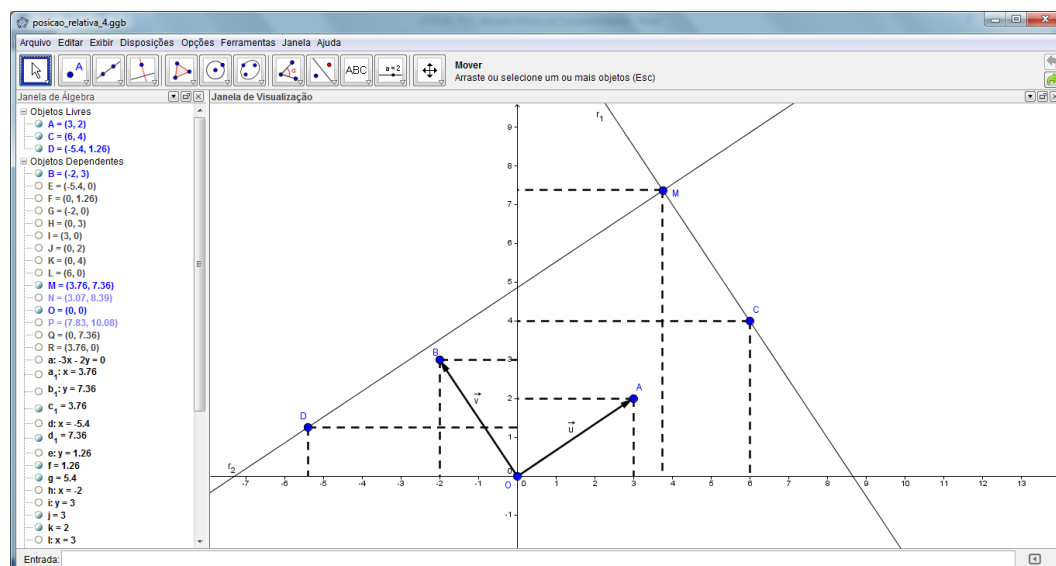 posicao_relativa_4.ggb
Arquivo Editar Exibir Disposições Opções Ferramentas Janela Ajuda
A
α
ABC
a = 2
Mover
Arraste ou selecione um ou mais objetos (Esc)
Janela de Álgebra
Janela de Visualização
Objetos Livres
A = (3, 2)
C = (6, 4)
D = (-5.4, 1.26)
Objetos Dependentes
B = (-2, 3)
E = (-5.4, 0)
F = (0, 1.26)
G = (-2, 0)
H = (0, 3)
I = (3, 0)
J = (0, 2)
K = (0, 4)
L = (6, 0)
M = (3.76, 7.36)
N = (3.07, 8.39)
O = (0, 0)
P = (7.83, 10.08)
Q = (0, 7.36)
R = (3.76, 0)
a: -3x - 2y = 0
a₁: x = 3.76
b₁: y = 7.36
c₁ = 3.76
d: x = -5.4
d₁ = 7.36
e: y = 1.26
f = 1.26
g = 5.4
h: x = -2
i: y = 3
j = 3
k = 2
l: x = 3
r₁
9
8
M
7
6
5
C
4
B
3
A
v
2
D
u
1
r₂
0
O
-7 -6 -5 -4 -3 -2 -1 0 1 2 3 4 5 6 7 8 9 10 11 12 13
-1
Entrada: